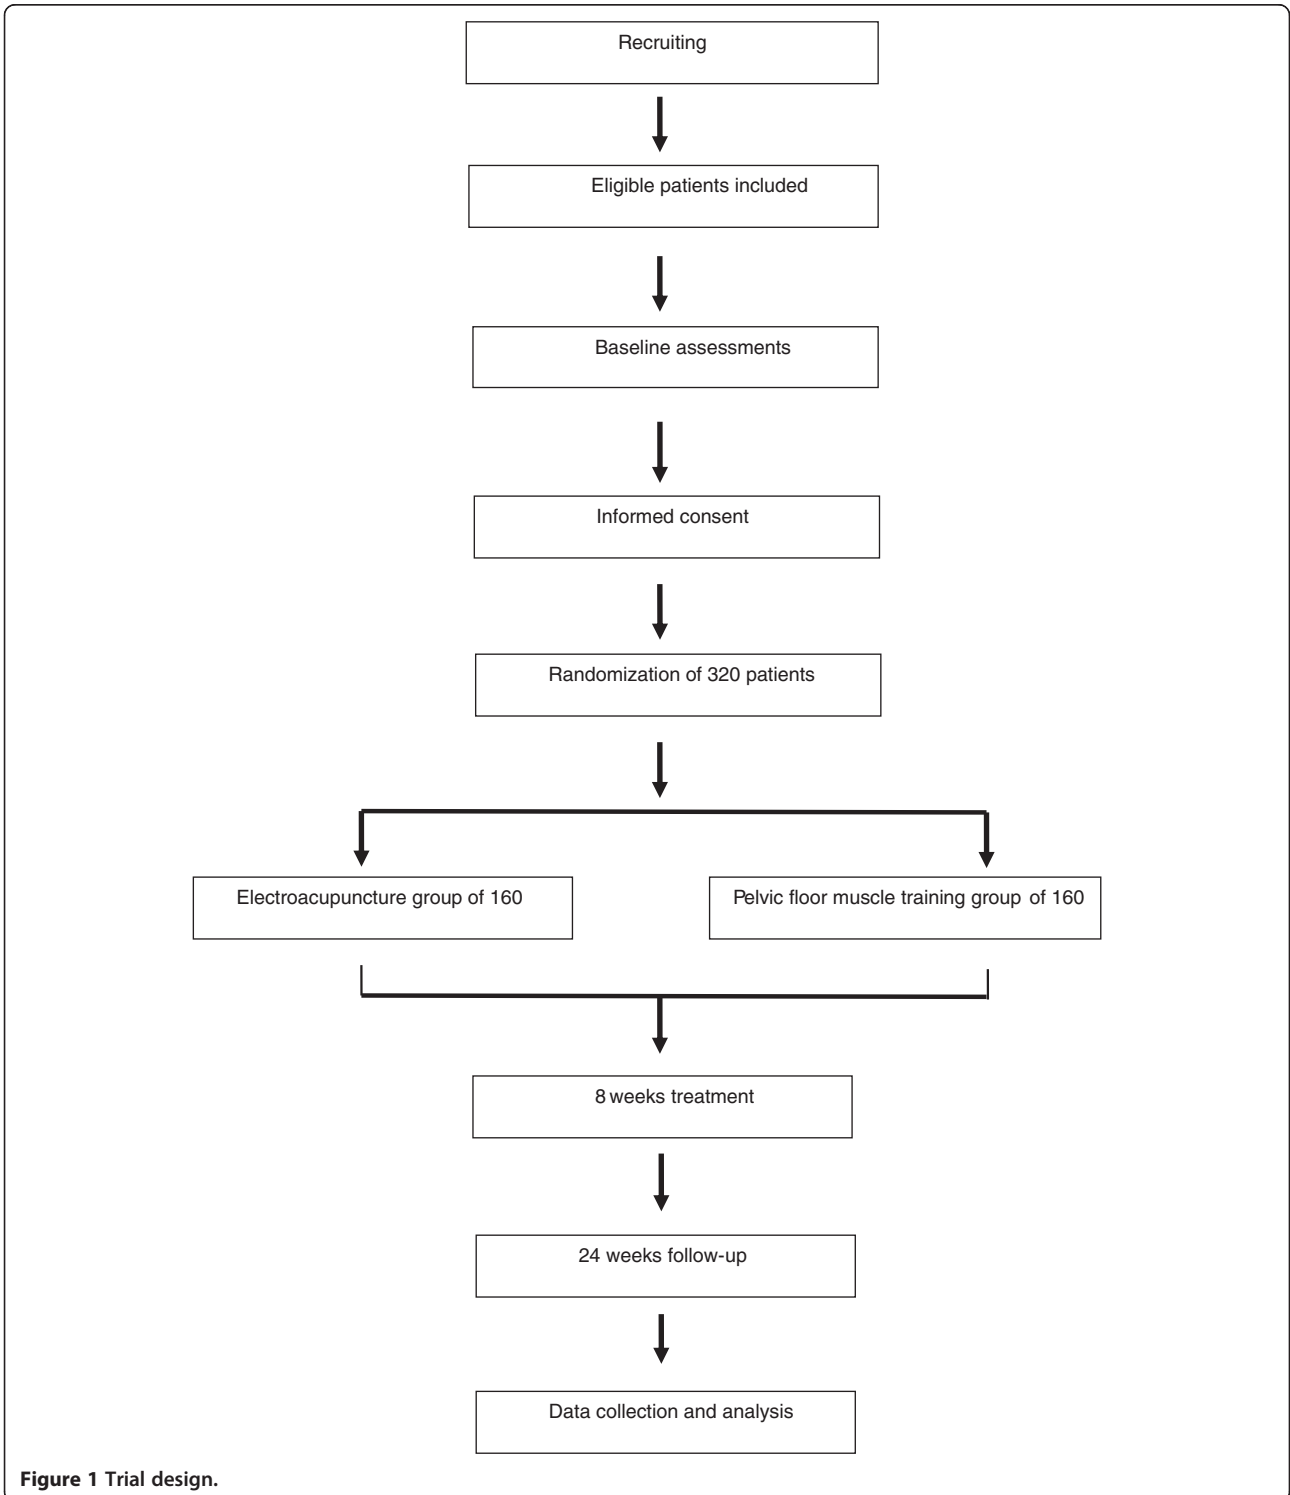 Recruiting
Eligible patients included
Baseline assessments
Informed consent
Randomization of 320 patients
Electroacupuncture group of 160
Pelvic floor muscle training group of 160
8 weeks treatment
24 weeks follow-up
Data collection and analysis
Figure 1 Trial design.